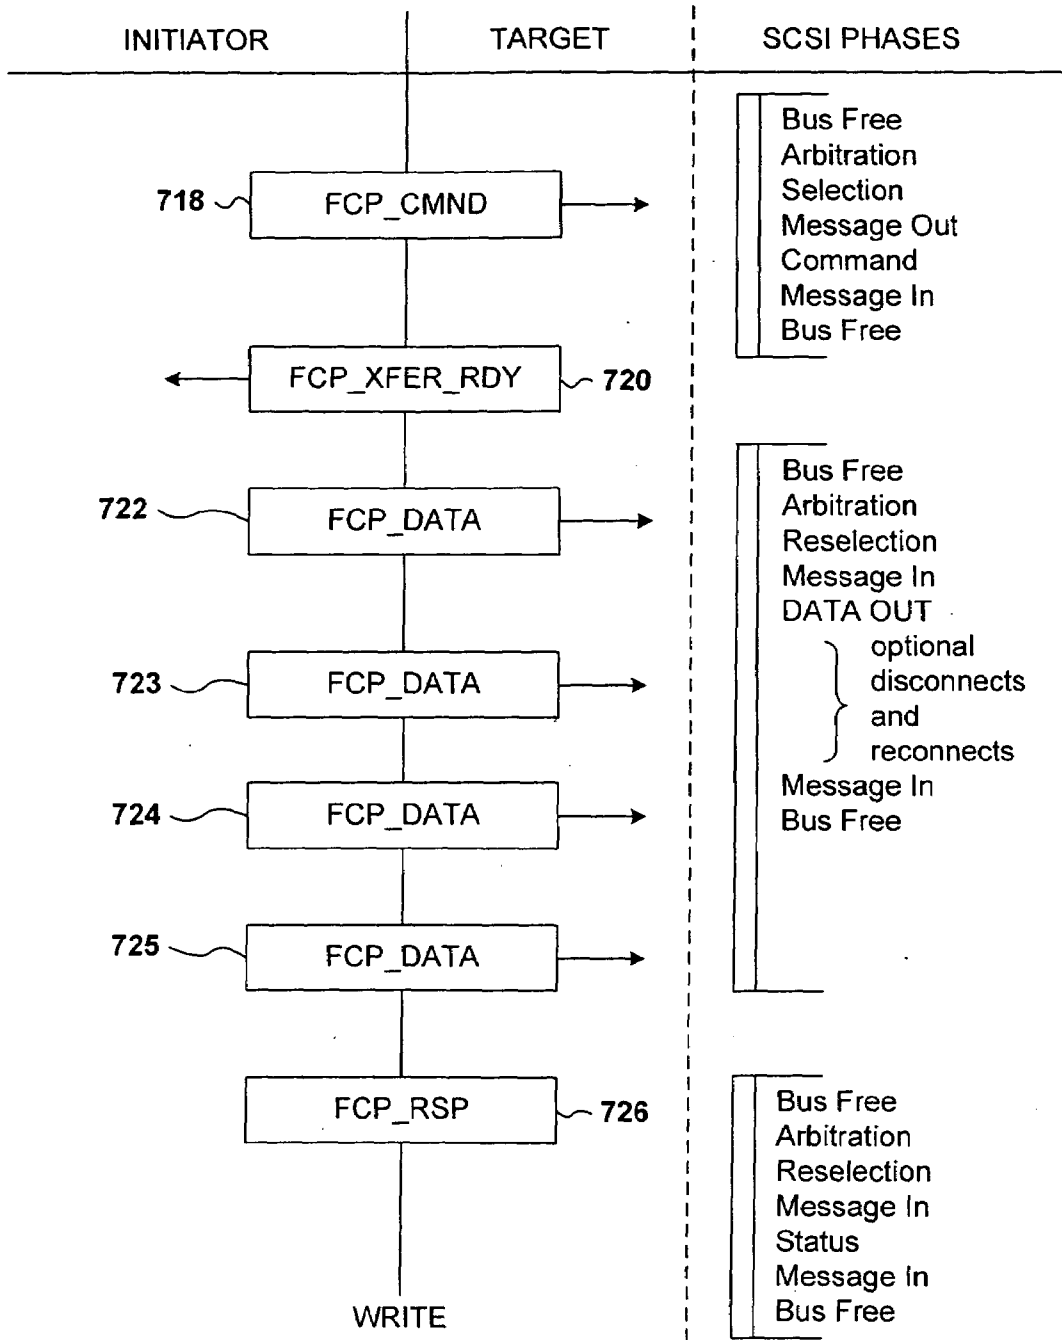 INITIATOR
TARGET
SCSI PHASES
718
FCP_CMND
Bus Free
Arbitration
Selection
Message Out
Command
Message In
Bus Free
FCP_XFER_RDY
720
722
FCP_DATA
723
FCP_DATA
724
FCP_DATA
725
FCP_DATA
Bus Free
Arbitration
Reselection
Message In
DATA OUT
optional
disconnects
and
reconnects
Message In
Bus Free
FCP_RSP
726
Bus Free
Arbitration
Reselection
Message In
Status
Message In
Bus Free
WRITE